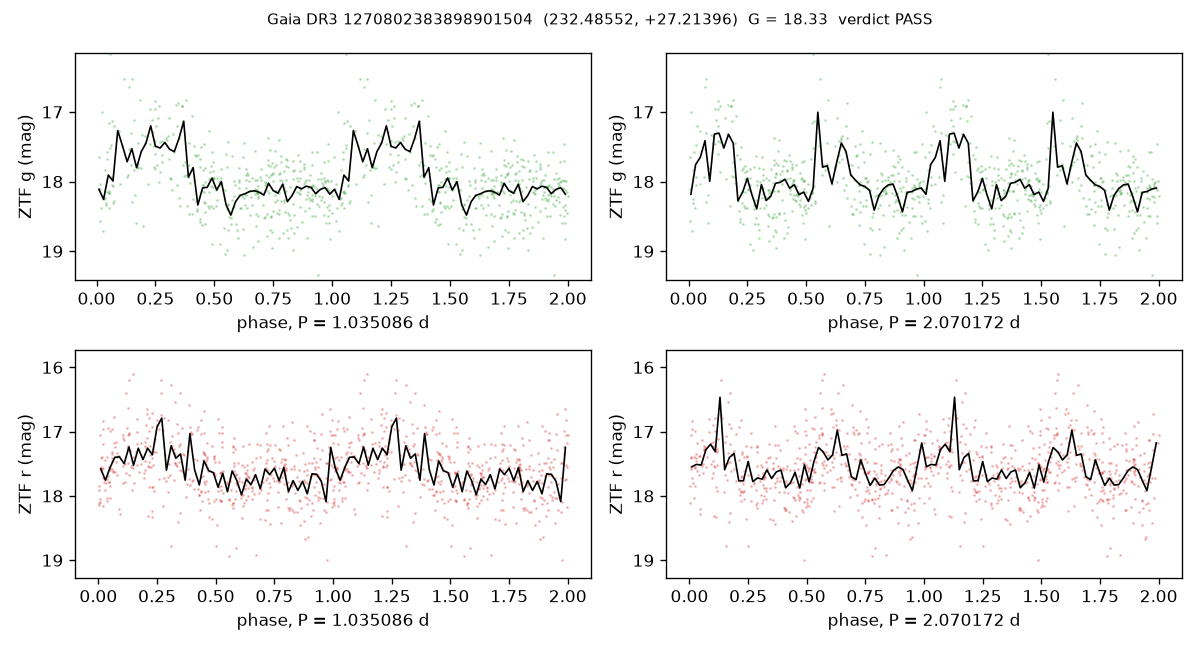 Gaia DR3 1270802383898901504 (232.48552, +27.21396) G = 18.33 verdict PASS
ZTF g (mag)
17
18
19
0.00 0.25 0.50 0.75 1.00 1.25 1.50 1.75 2.00
phase, P = 1.035086 d
ZTF g (mag)
17
18
19
0.00 0.25 0.50 0.75 1.00 1.25 1.50 1.75 2.00
phase, P = 2.070172 d
ZTF r (mag)
16
17
18
19
0.00 0.25 0.50 0.75 1.00 1.25 1.50 1.75 2.00
phase, P = 1.035086 d
ZTF r (mag)
16
17
18
19
0.00 0.25 0.50 0.75 1.00 1.25 1.50 1.75 2.00
phase, P = 2.070172 d